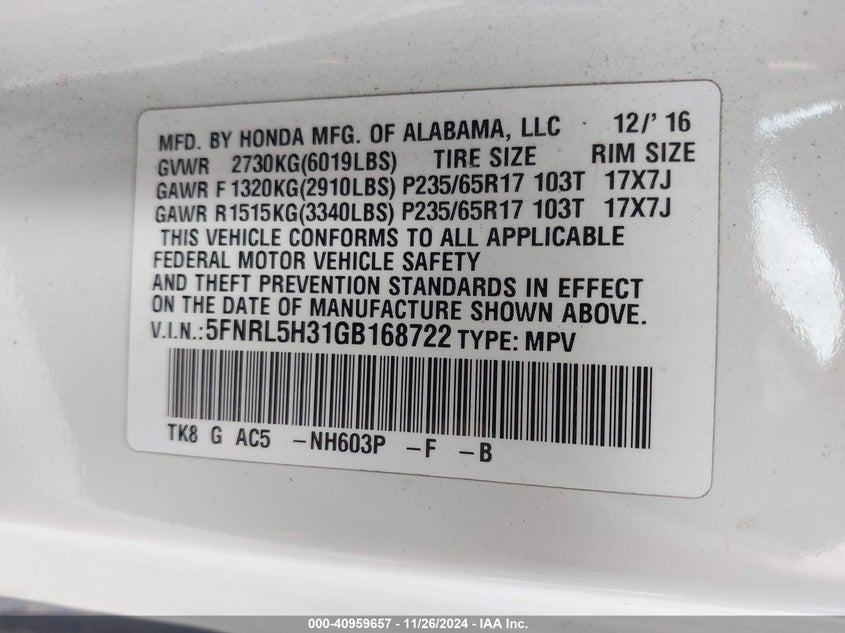 MFD. BY HONDA MFG. OF ALABAMA, LLC 12/'16
GVWR 2730KG(6019LBS) TIRE SIZE RIM SIZE
GAWR F 1320KG(2910LBS) P235/65R17 103T 17X7J
GAWR R1515KG(3340LBS) P235/65R17 103T 17X7J
THIS VEHICLE CONFORMS TO ALL APPLICABLE
FEDERAL MOTOR VEHICLE SAFETY
AND THEFT PREVENTION STANDARDS IN EFFECT
ON THE DATE OF MANUFACTURE SHOWN ABOVE.
V.I.N.:5FNRL5H31GB168722 TYPE: MPV
TK8 G AC5 -NH603P -F -B
000-40959657 - 11/26/2024 - IAA Inc.